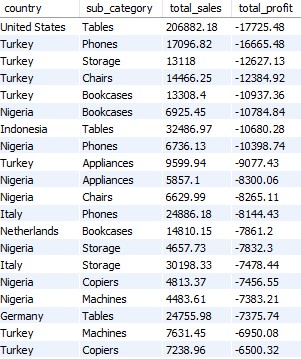 country sub_category total_sales total_profit
United States Tables 206882.18 -17725.48
Turkey Phones 17096.82 -16665.48
Turkey Storage 13118 -12627.13
Turkey Chairs 14466.25 -12384.92
Turkey Bookcases 13308.4 -10937.36
Nigeria Bookcases 6925.45 -10784.84
Indonesia Tables 32486.97 -10680.28
Nigeria Phones 6736.13 -10398.74
Turkey Appliances 9599.94 -9077.43
Nigeria Appliances 5857.1 -8300.06
Nigeria Chairs 6629.99 -8265.11
Italy Phones 24886.18 -8144.43
Netherlands Bookcases 14810.15 -7861.2
Nigeria Storage 4657.73 -7832.3
Italy Storage 30198.33 -7478.44
Nigeria Copiers 4813.37 -7456.55
Nigeria Machines 4483.61 -7383.21
Germany Tables 24755.98 -7375.74
Turkey Machines 7631.45 -6950.08
Turkey Copiers 7238.96 -6500.32